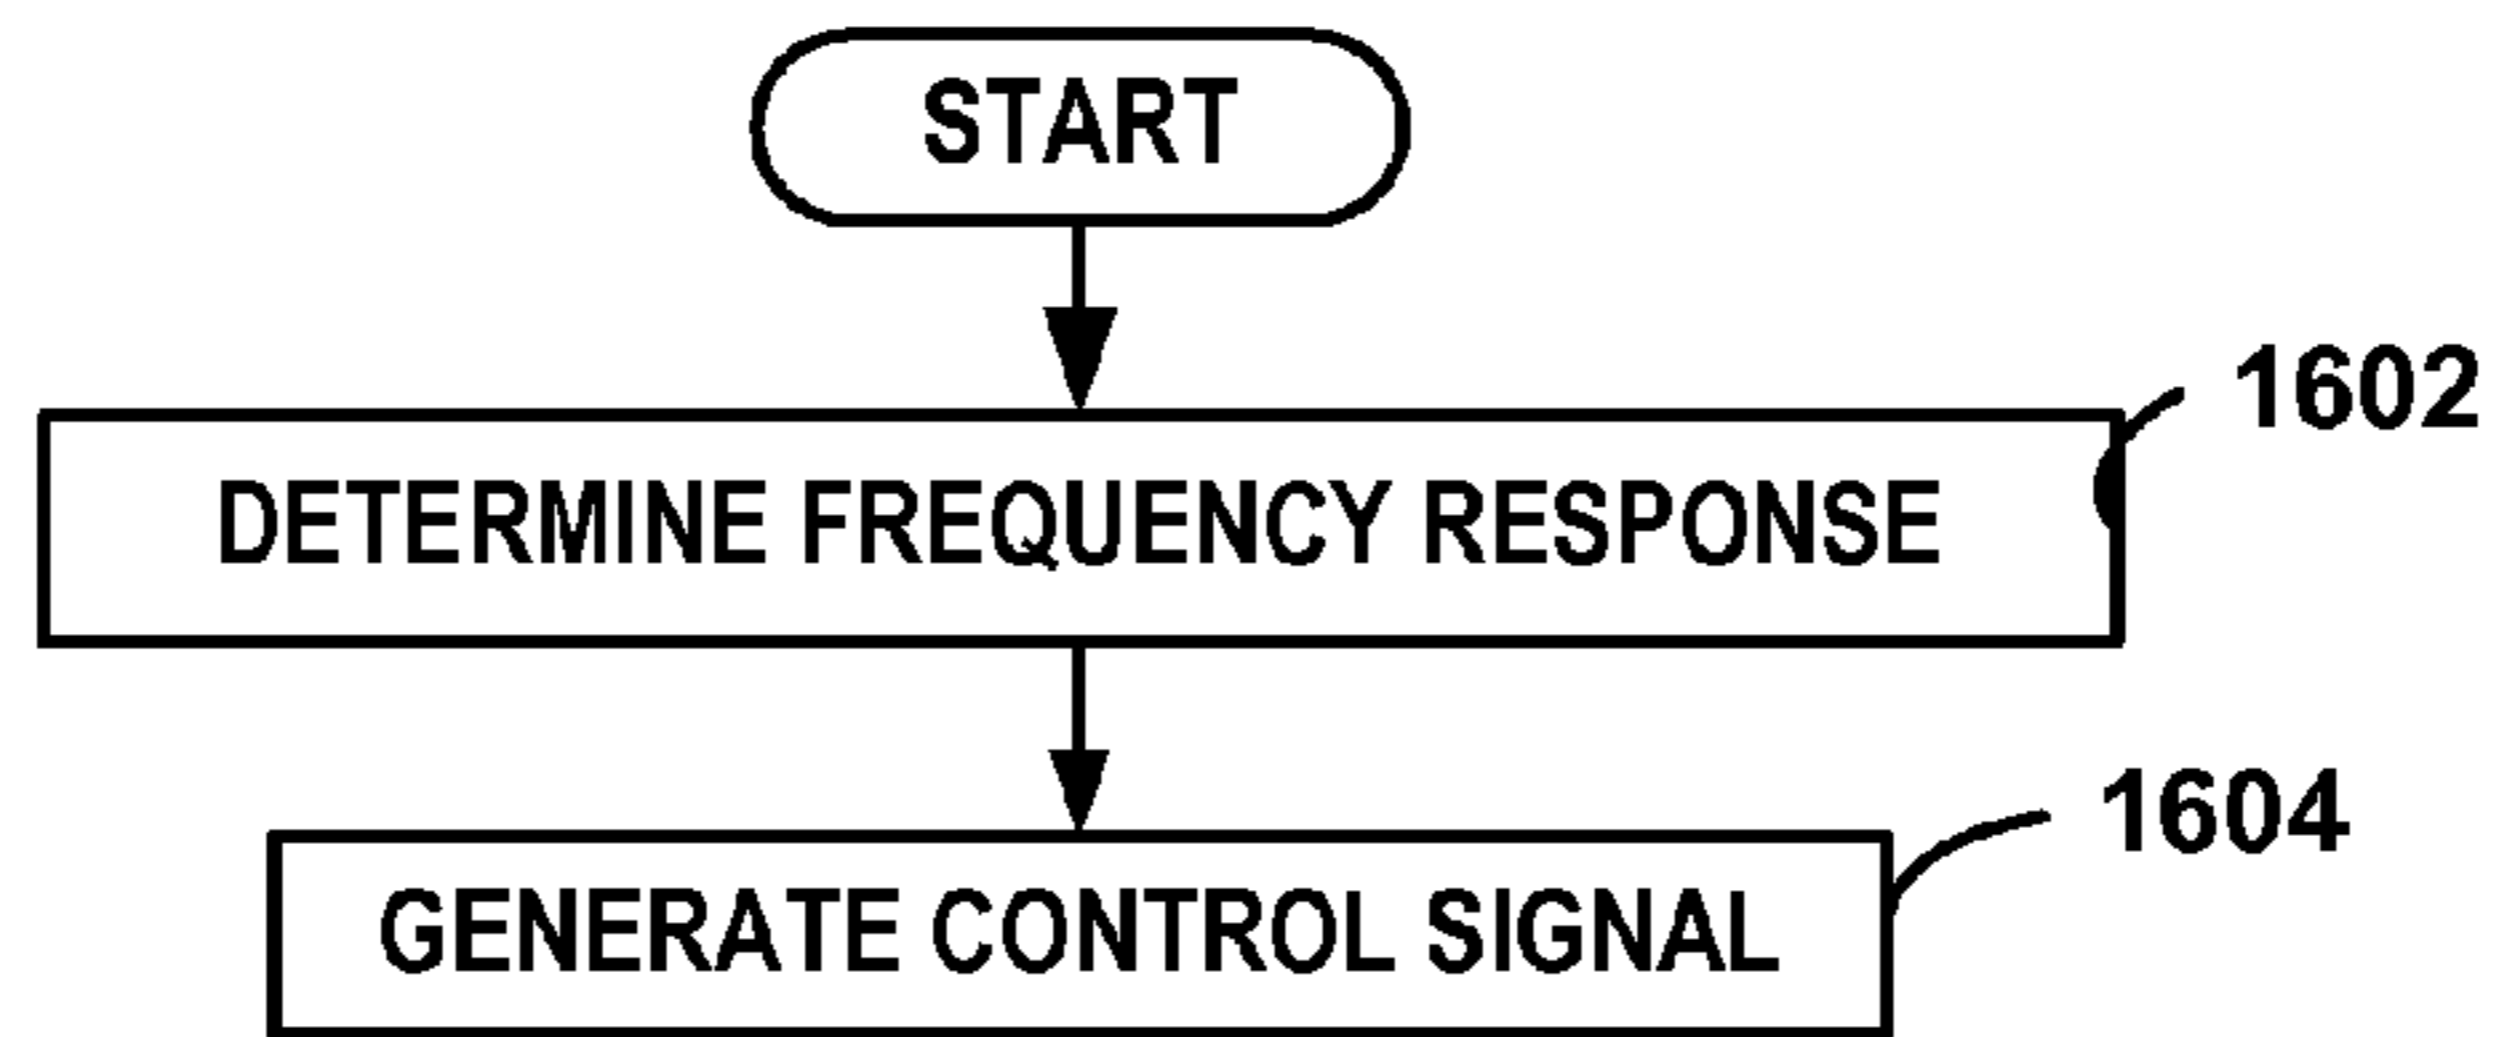 START
1602
DETERMINE FREQUENCY RESPONSE
1604
GENERATE CONTROL SIGNAL